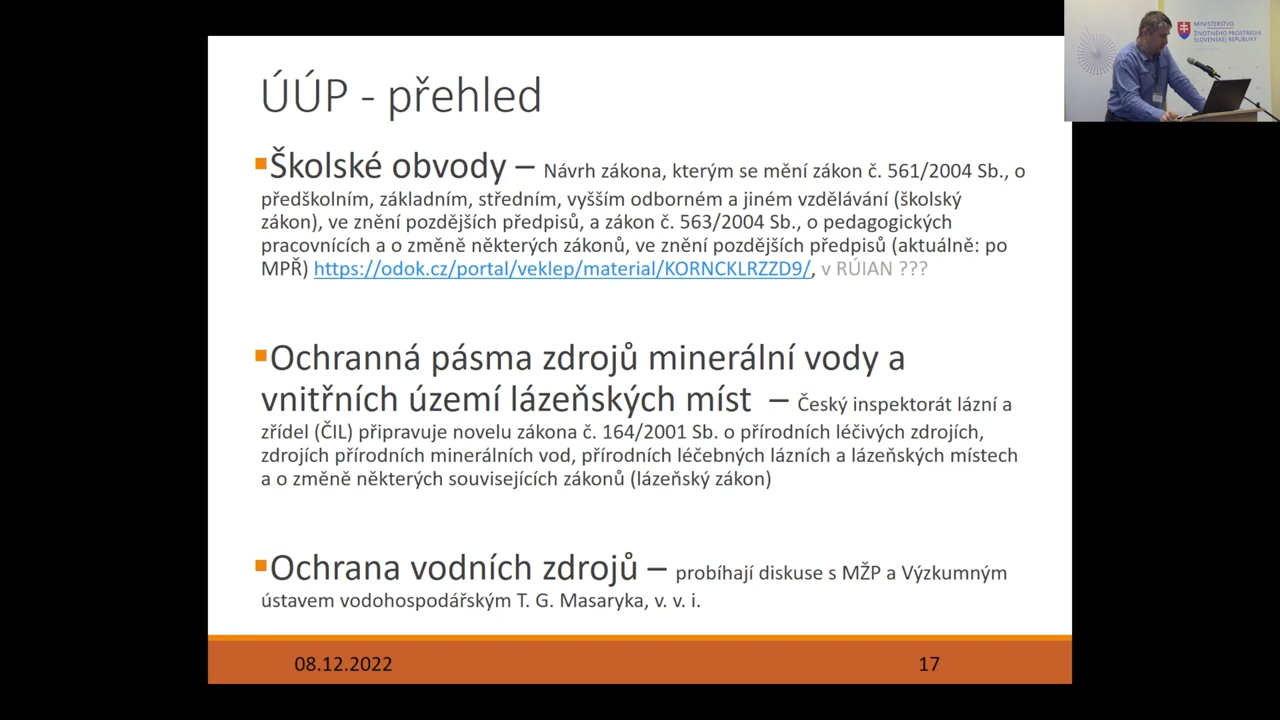 ÚÚP - přehled
Školské obvody – Návrh zákona, kterým se mění zákon č. 561/2004 Sb., o
předškolním, základním, středním, vyšším odborném a jiném vzdělávání (školský
zákon), ve znění pozdějších předpisů, a zákon č. 563/2004 Sb., o pedagogických
pracovnících a o změně některých zákonů, ve znění pozdějších předpisů (aktuálně: po
MPŘ) https://odok.cz/portal/veklep/material/KORNCKLRZZD9/, v RÚIAN ???
Ochranná pásma zdrojů minerální vody a
vnitřních území lázeňských míst – Český inspektorát lázní a
zřídel (ČIL) připravuje novelu zákona č. 164/2001 Sb. o přírodních léčivých zdrojích,
zdrojích přírodních minerálních vod, přírodních léčebných lázních a lázeňských místech
a o změně některých souvisejících zákonů (lázeňský zákon)
Ochrana vodních zdrojů – probíhají diskuse s MŽP a Výzkumným
ústavem vodohospodářským T. G. Masaryka, v. v. i.
08.12.2022
17
MINISTERSTVO
ŽIVOTNÉHO PROSTREDIA
SLOVENSKEJ REPUBLIKY